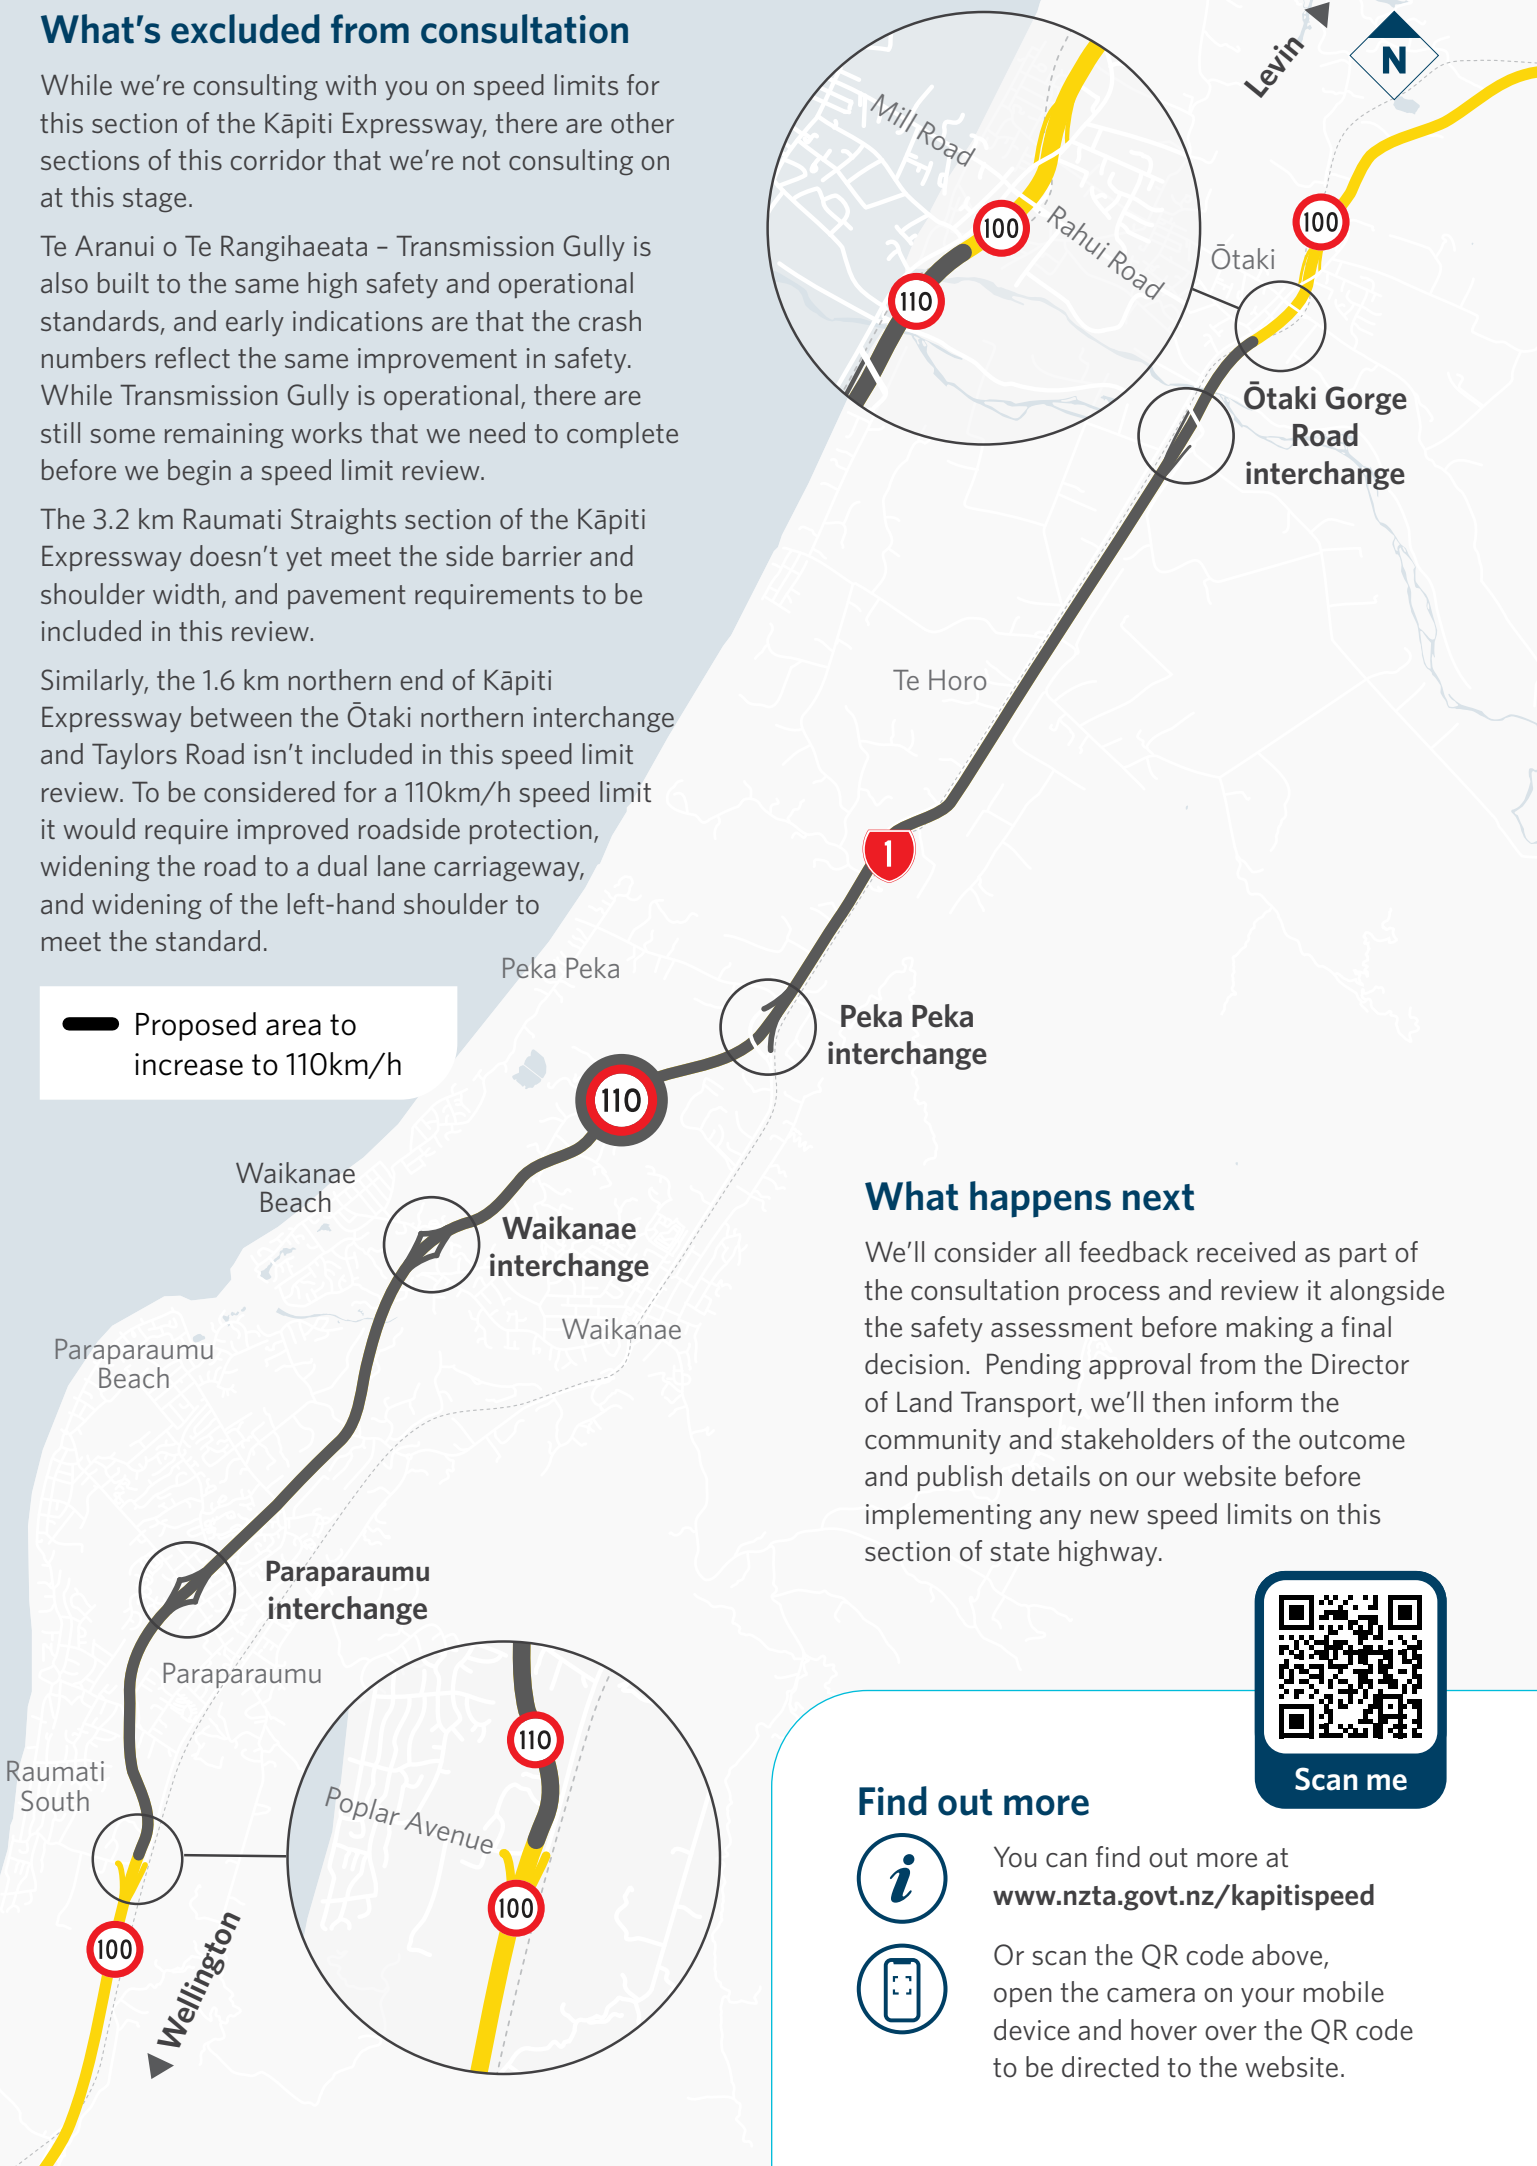 What's excluded from consultation
While we're consulting with you on speed limits for
this section of the Kāpiti Expressway, there are other
sections of this corridor that we're not consulting on
at this stage.
Te Aranui o Te Rangihaeata – Transmission Gully is
also built to the same high safety and operational
standards, and early indications are that the crash
numbers reflect the same improvement in safety.
While Transmission Gully is operational, there are
still some remaining works that we need to complete
before we begin a speed limit review.
The 3.2 km Raumati Straights section of the Kāpiti
Expressway doesn't yet meet the side barrier and
shoulder width, and pavement requirements to be
included in this review.
Similarly, the 1.6 km northern end of Kāpiti
Expressway between the Ōtaki northern interchange
and Taylors Road isn't included in this speed limit
review. To be considered for a 110km/h speed limit
it would require improved roadside protection,
widening the road to a dual lane carriageway,
and widening of the left-hand shoulder to
meet the standard.
Proposed area to
increase to 110km/h
Levin
N
Mill Road
Rahui Road
100
110
100
Ōtaki
Ōtaki Gorge
Road
interchange
Te Horo
1
Peka Peka
Peka Peka
interchange
110
Waikanae
Beach
Waikanae
interchange
Waikanae
Paraparaumu
Beach
Paraparaumu
interchange
Paraparaumu
Raumati
South
110
Poplar Avenue
100
100
Wellington
What happens next
We'll consider all feedback received as part of
the consultation process and review it alongside
the safety assessment before making a final
decision.  Pending approval from the Director
of Land Transport, we'll then inform the
community and stakeholders of the outcome
and publish details on our website before
implementing any new speed limits on this
section of state highway.
Scan me
Find out more
i
You can find out more at
www.nzta.govt.nz/kapitispeed
Or scan the QR code above,
open the camera on your mobile
device and hover over the QR code
to be directed to the website.